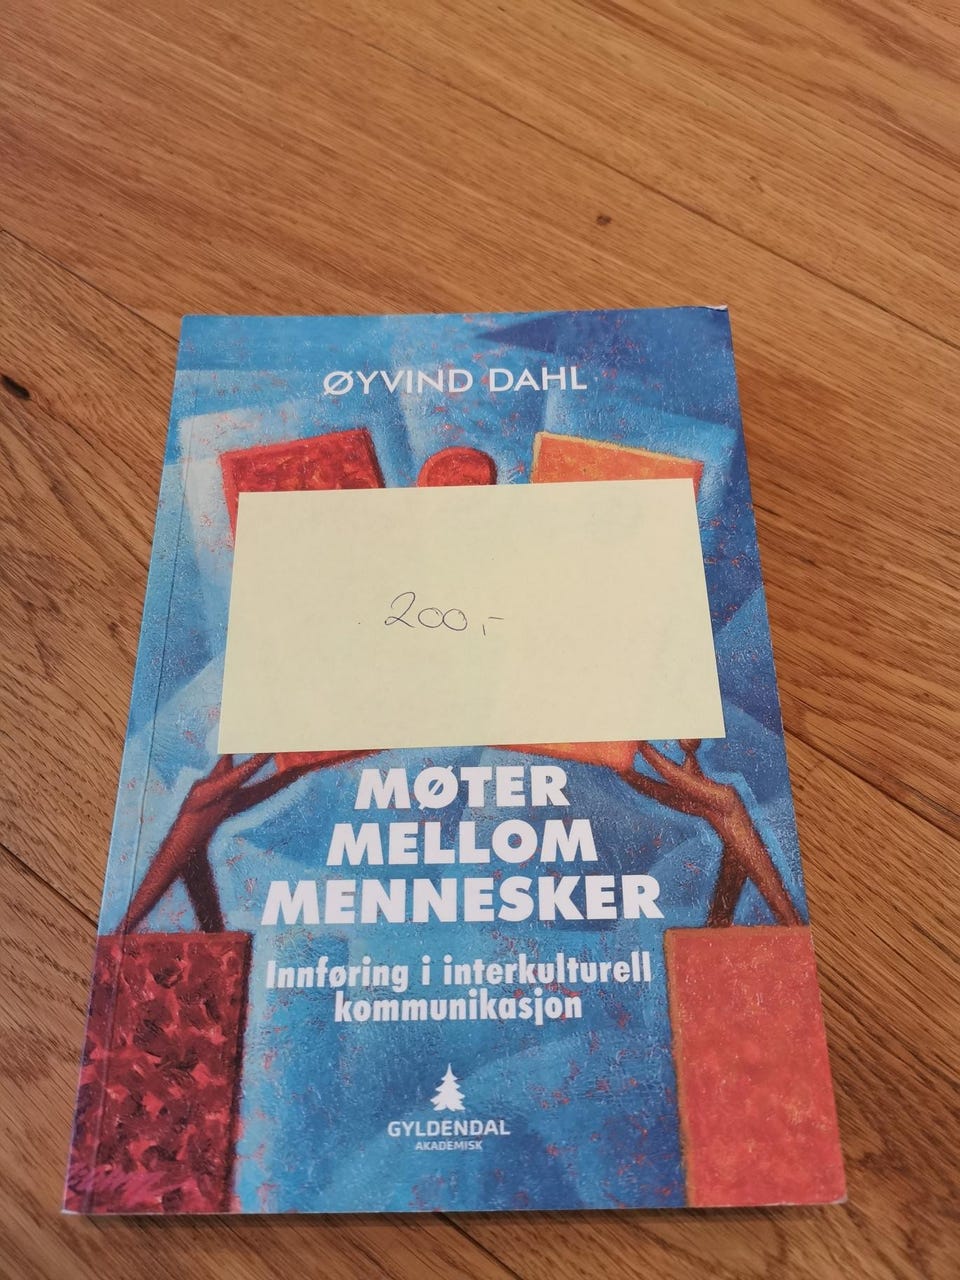 ØYVIND DAHL
200,-
MØTER
MELLOM
MENNESKER
Innføring i interkulturell
kommunikasjon
GYLDENDAL
AKADEMISK